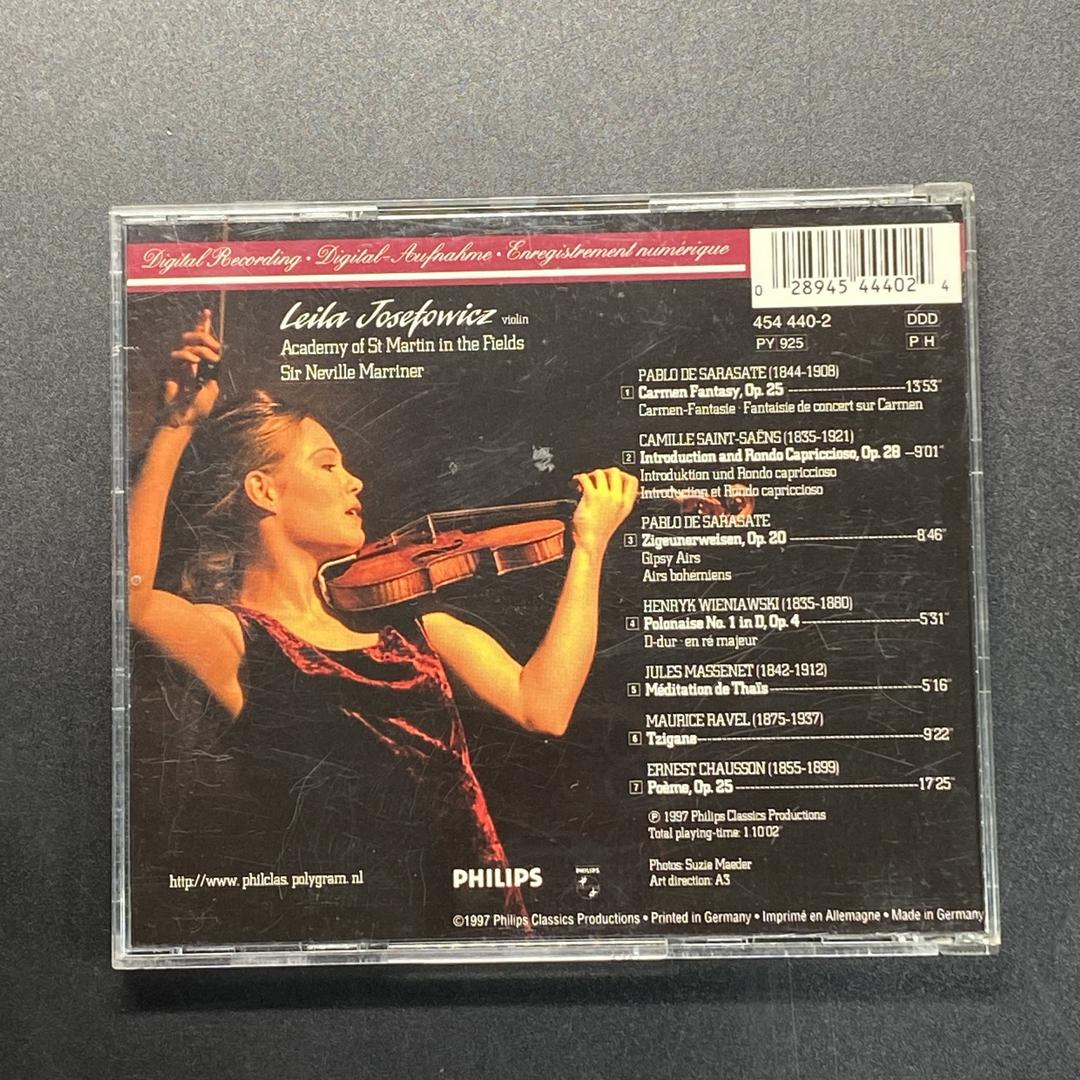 Digital Recording · Digital-Aufnahme · Enregistrement numérique
0 28945 44402 4
Leila Josefowicz violin
Academy of St Martin in the Fields
Sir Neville Marriner
454 440-2 DDD
PY 925 P H
PABLO DE SARASATE (1844-1908)
1 Carmen Fantasy, Op. 25 13'53"
Carmen-Fantasie · Fantaisie de concert sur Carmen
CAMILLE SAINT-SAËNS (1835-1921)
2 Introduction and Rondo Capriccioso, Op. 28 9'01"
Introduktion und Rondo capriccioso
Introduction et Rondo capriccioso
PABLO DE SARASATE
3 Zigeunerweisen, Op. 20 8'46"
Gipsy Airs
Airs bohémiens
HENRYK WIENIAWSKI (1835-1880)
4 Polonaise No. 1 in D, Op. 4 5'31"
D-dur · en ré majeur
JULES MASSENET (1842-1912)
5 Méditation de Thaïs 5'16"
MAURICE RAVEL (1875-1937)
6 Tzigane 9'22"
ERNEST CHAUSSON (1855-1899)
7 Poème, Op. 25 17'25"
℗ 1997 Philips Classics Productions
Total playing-time: 1.10'02"
Photos: Suzie Maeder
Art direction: A3
http://www.philclas.polygram.nl
PHILIPS
PHILIPS
©1997 Philips Classics Productions • Printed in Germany • Imprimé en Allemagne • Made in Germany